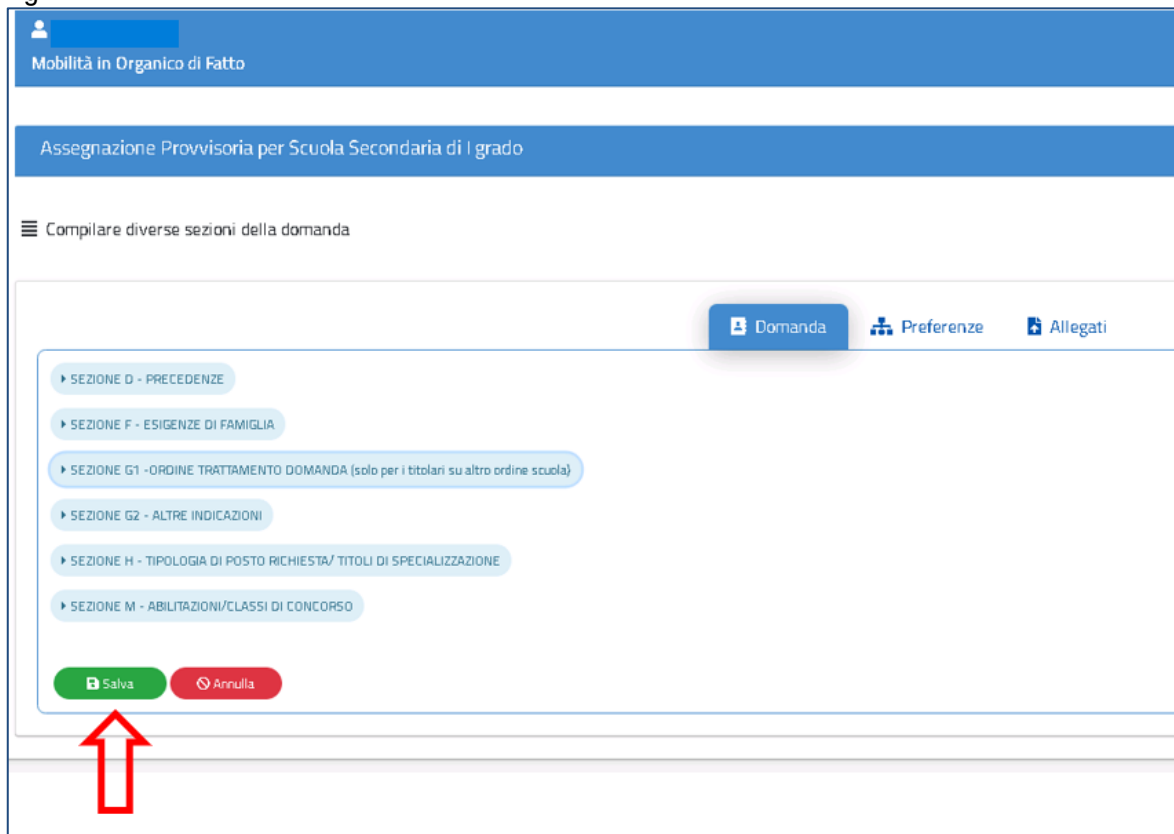 Mobilità in Organico di Fatto
Assegnazione Provvisoria per Scuola Secondaria di I grado
Compilare diverse sezioni della domanda
Domanda
Preferenze
Allegati
SEZIONE D - PRECEDENZE
SEZIONE F - ESIGENZE DI FAMIGLIA
SEZIONE G1 -ORDINE TRATTAMENTO DOMANDA (solo per i titolari su altro ordine scuola)
SEZIONE G2 - ALTRE INDICAZIONI
SEZIONE H - TIPOLOGIA DI POSTO RICHIESTA/ TITOLI DI SPECIALIZZAZIONE
SEZIONE M - ABILITAZIONI/CLASSI DI CONCORSO
Salva
Annulla